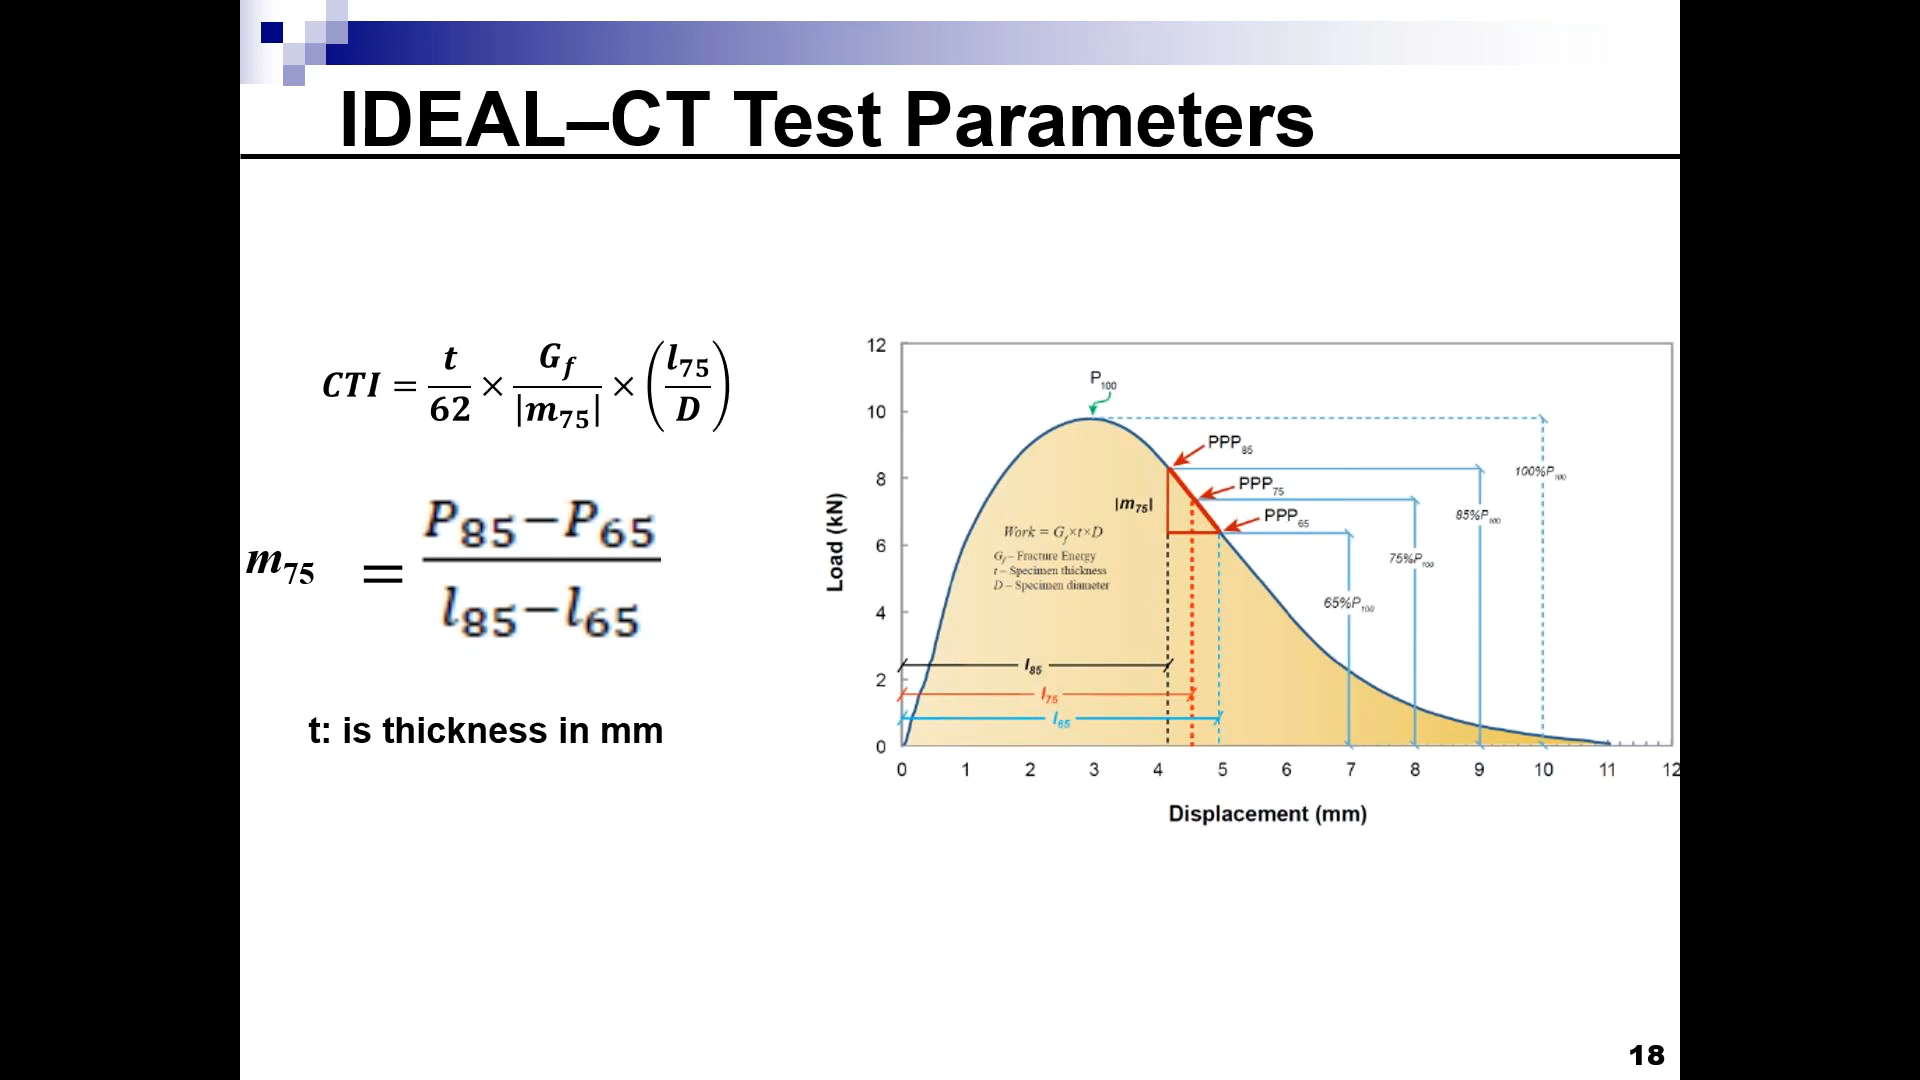 IDEAL–CT Test Parameters
CTI = t/62 × G_f/|m_75| × (l_75/D)
m_75 = (P_85−P_65)/(l_85−l_65)
t: is thickness in mm
12
10
8
6
4
2
0
Load (kN)
P_100
PPP_85
PPP_75
PPP_65
|m_75|
100%P_100
85%P_100
75%P_100
65%P_100
Work = G_f×t×D
G_f – Fracture Energy
t – Specimen thickness
D – Specimen diameter
l_85
l_75
l_65
0 1 2 3 4 5 6 7 8 9 10 11 12
Displacement (mm)
18